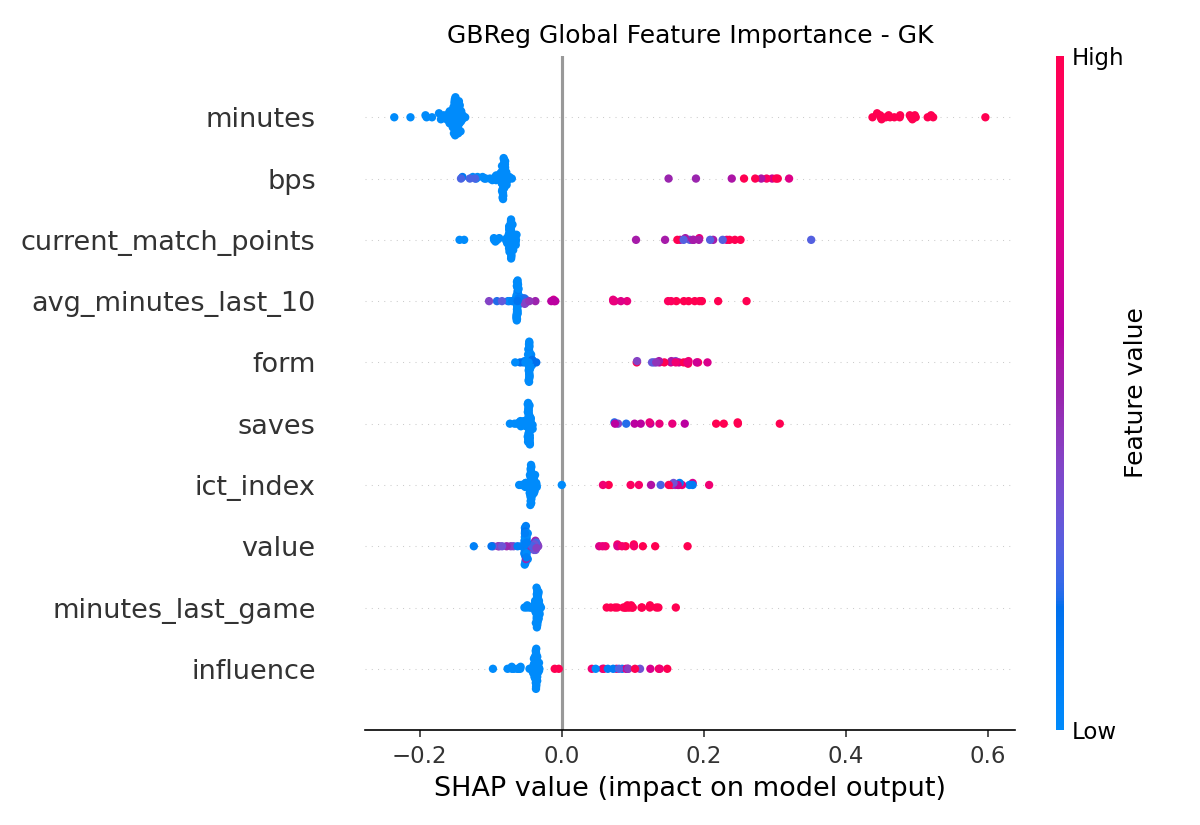 GBReg Global Feature Importance - GK
High
minutes
bps
current_match_points
avg_minutes_last_10
form
saves
ict_index
value
minutes_last_game
influence
Feature value
Low
−0.2 0.0 0.2 0.4 0.6
SHAP value (impact on model output)